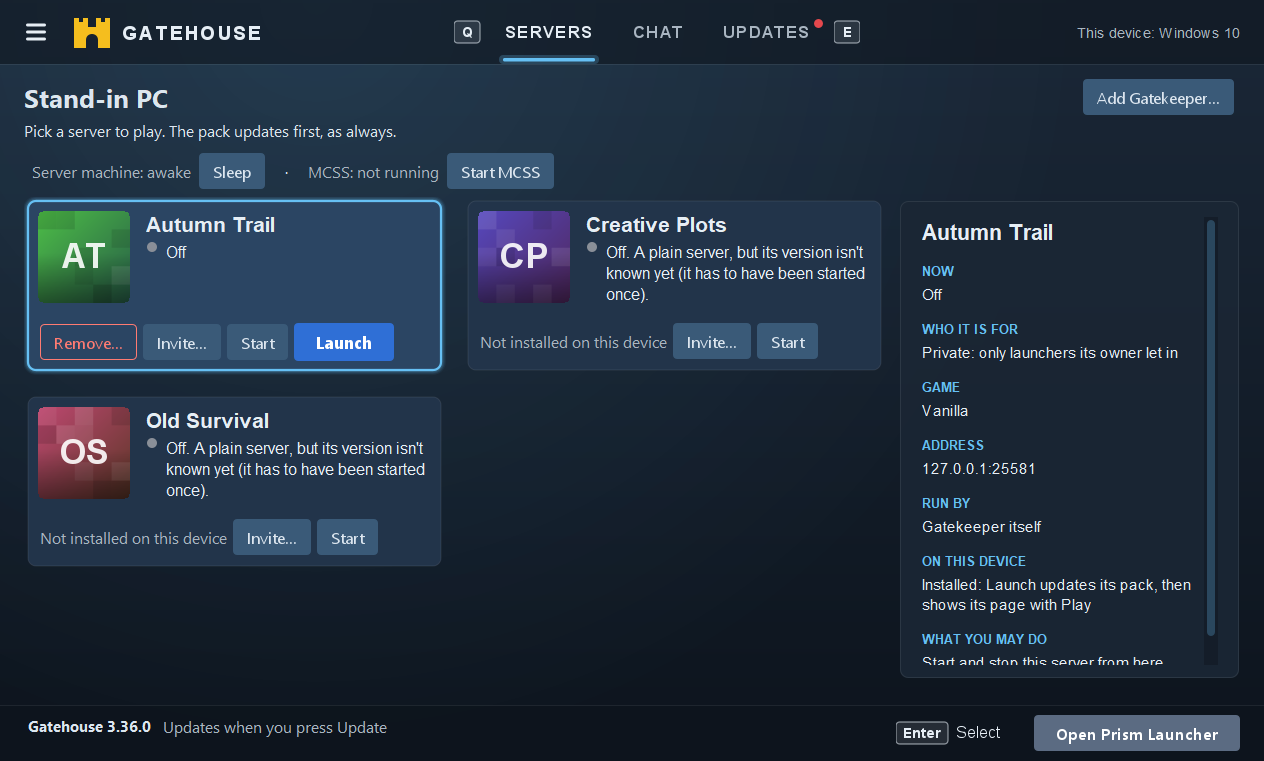 GATEHOUSE
Q SERVERS CHAT UPDATES E
This device: Windows 10
Stand-in PC
Add Gatekeeper...
Pick a server to play. The pack updates first, as always.
Server machine: awake Sleep · MCSS: not running Start MCSS
AT
Autumn Trail
Off
Remove... Invite... Start Launch
CP
Creative Plots
Off. A plain server, but its version isn't
known yet (it has to have been started
once).
Not installed on this device Invite... Start
OS
Old Survival
Off. A plain server, but its version isn't
known yet (it has to have been started
once).
Not installed on this device Invite... Start
Autumn Trail
NOW
Off
WHO IT IS FOR
Private: only launchers its owner let in
GAME
Vanilla
ADDRESS
127.0.0.1:25581
RUN BY
Gatekeeper itself
ON THIS DEVICE
Installed: Launch updates its pack, then
shows its page with Play
WHAT YOU MAY DO
Start and stop this server from here
Gatehouse 3.36.0 Updates when you press Update
Enter Select
Open Prism Launcher